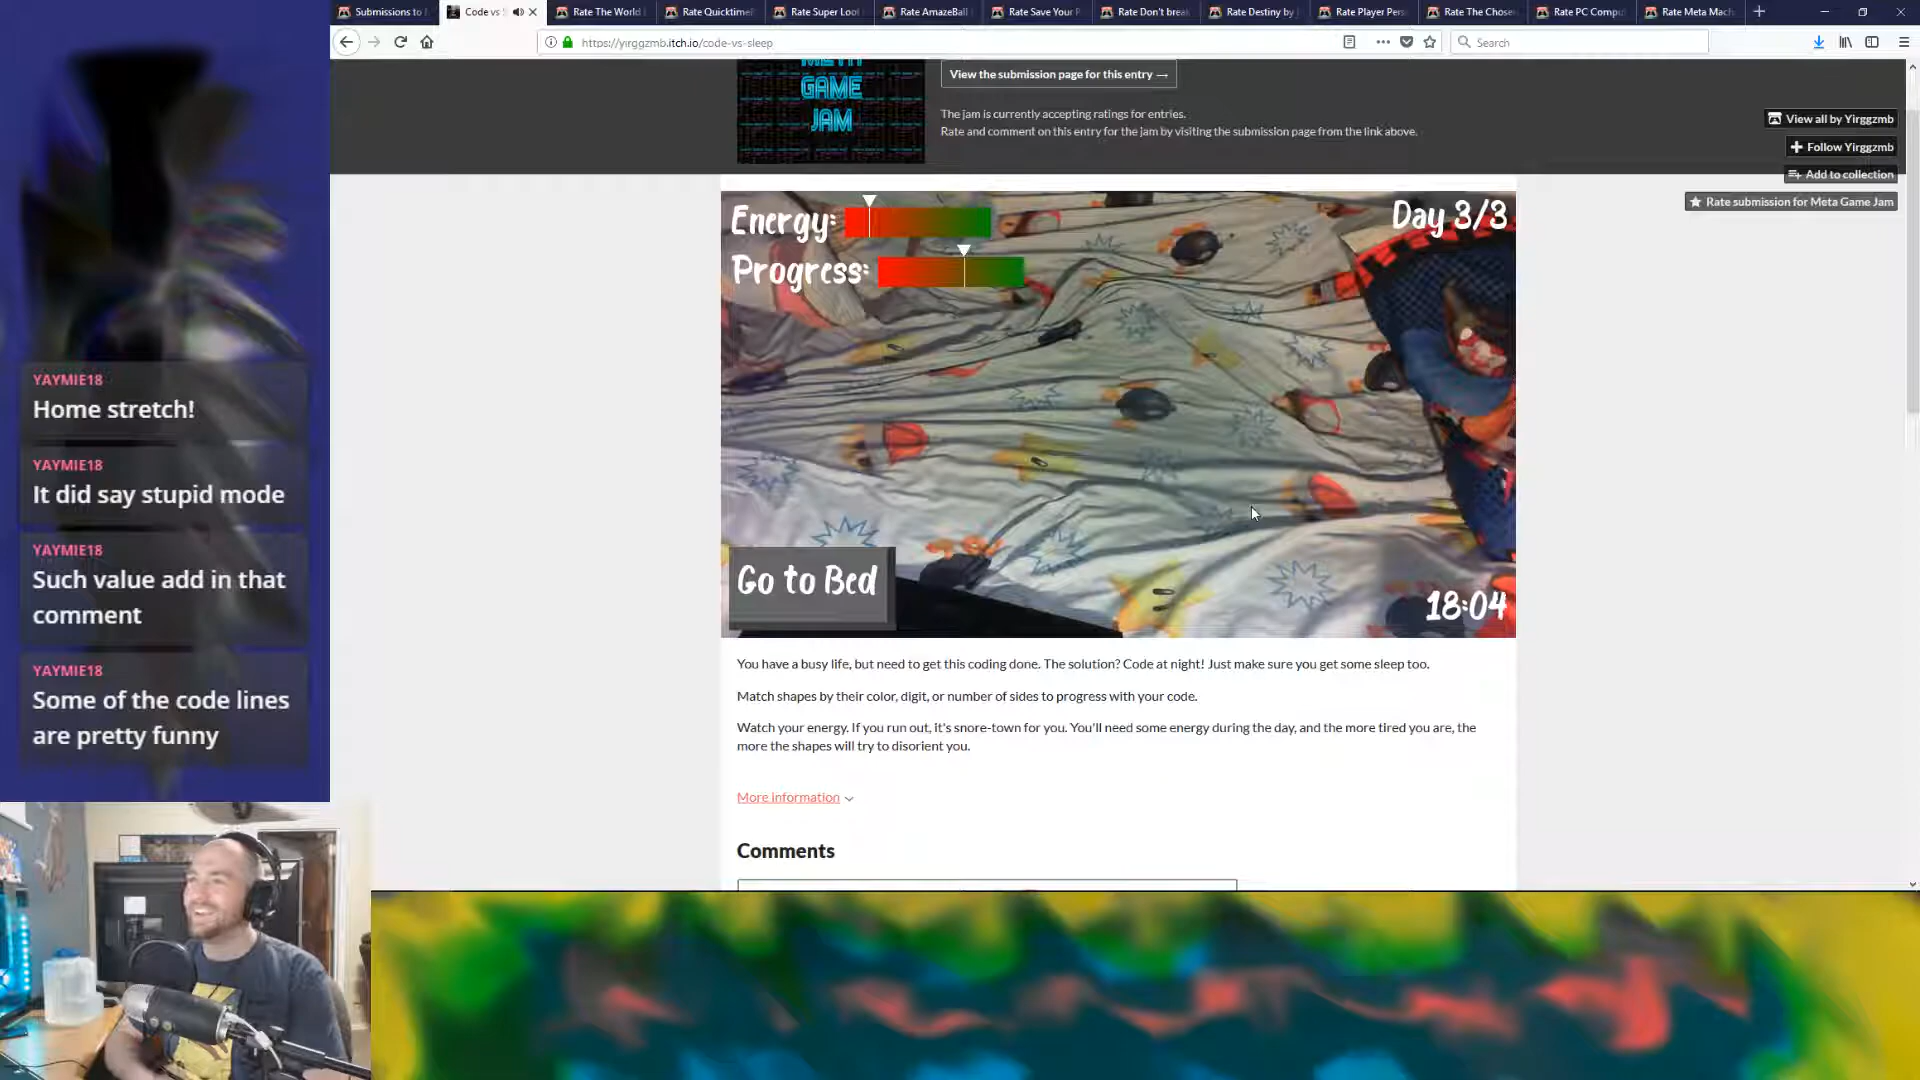 Submissions to
Code vs
Rate The World
Rate Quicktime
Rate Super Loo
Rate AmazeBall
Rate Save Your
Rate Don't brea
Rate Destiny by
Rate Player Pers
Rate The Chose
Rate PC Compu
Rate Meta Mac
https://yirggzmb.itch.io/code-vs-sleep
Search
META
GAME
JAM
View the submission page for this entry →
The jam is currently accepting ratings for entries.
Rate and comment on this entry for the jam by visiting the submission page from the link above.
View all by Yirggzmb
Follow Yirggzmb
Add to collection
Rate submission for Meta Game Jam
Energy:
Progress:
Day 3/3
Go to Bed
18:04
You have a busy life, but need to get this coding done. The solution? Code at night! Just make sure you get some sleep too.
Match shapes by their color, digit, or number of sides to progress with your code.
Watch your energy. If you run out, it's snore-town for you. You'll need some energy during the day, and the more tired you are, the
more the shapes will try to disorient you.
More information
Comments
YAYMIE18
Home stretch!
YAYMIE18
It did say stupid mode
YAYMIE18
Such value add in that
comment
YAYMIE18
Some of the code lines
are pretty funny